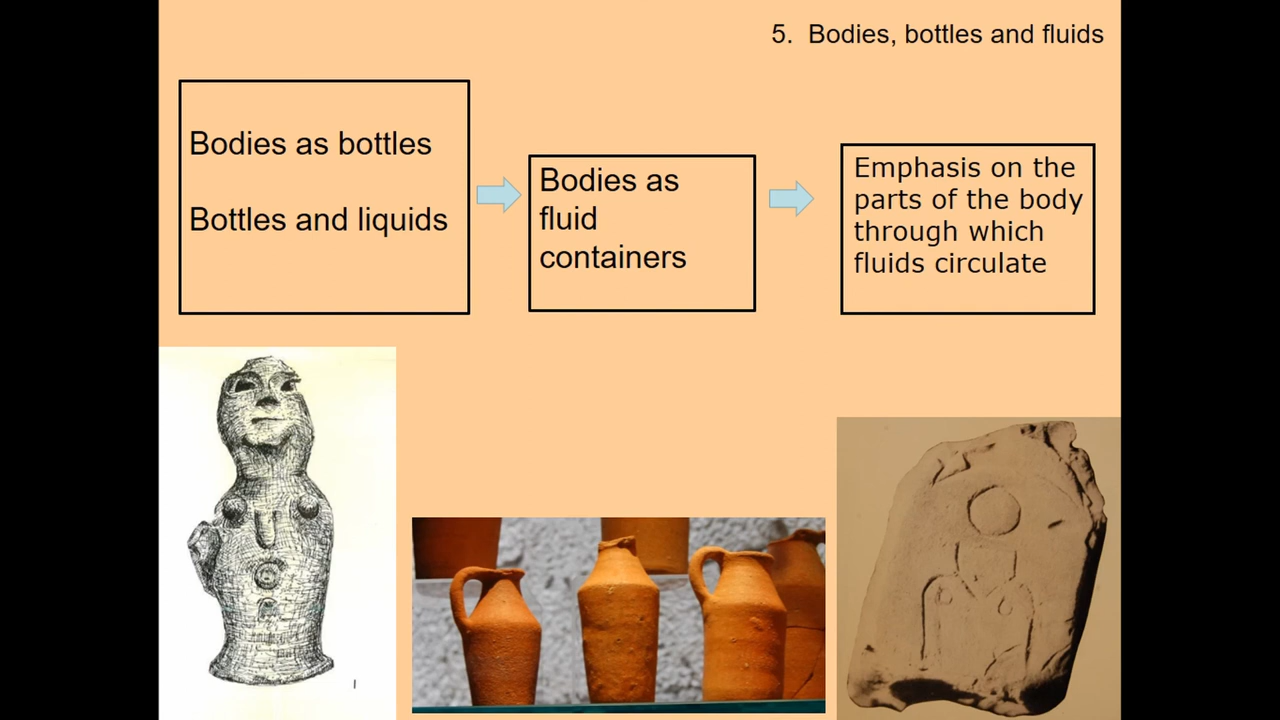 5. Bodies, bottles and fluids
Bodies as bottles
Bottles and liquids
Bodies as
fluid
containers
Emphasis on the
parts of the body
through which
fluids circulate